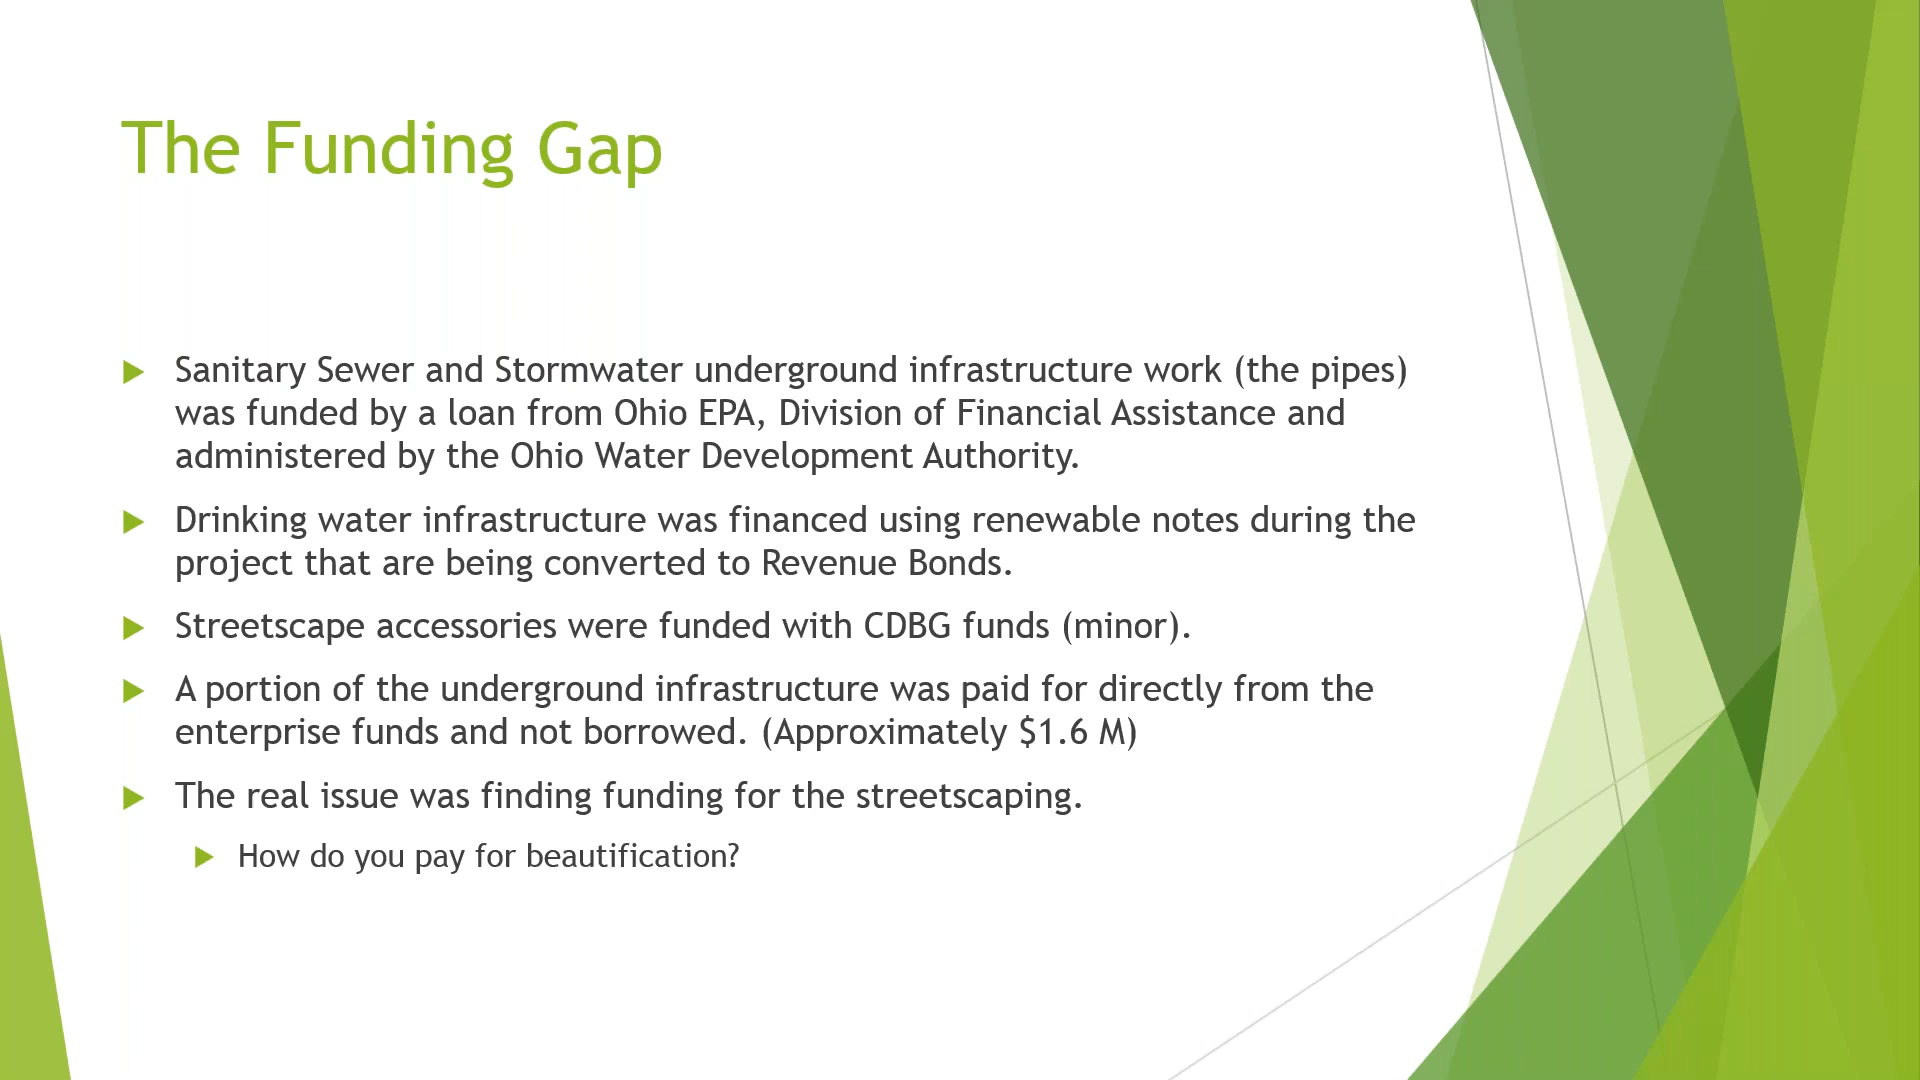 The Funding Gap
Sanitary Sewer and Stormwater underground infrastructure work (the pipes)
was funded by a loan from Ohio EPA, Division of Financial Assistance and
administered by the Ohio Water Development Authority.
Drinking water infrastructure was financed using renewable notes during the
project that are being converted to Revenue Bonds.
Streetscape accessories were funded with CDBG funds (minor).
A portion of the underground infrastructure was paid for directly from the
enterprise funds and not borrowed. (Approximately $1.6 M)
The real issue was finding funding for the streetscaping.
How do you pay for beautification?